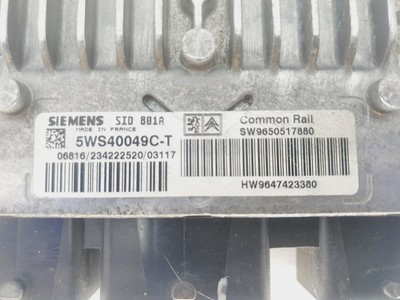 SIEMENS SID 801A
MADE IN FRANCE
5WS40049C-T
06816/234222520/03117
Common Rail
SW9650517880
HW9647423380